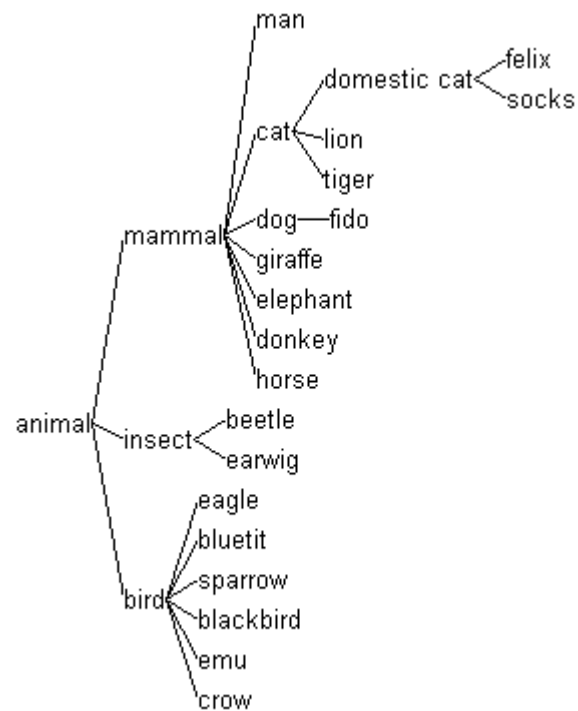 man
felix
domestic cat
socks
cat
lion
tiger
dog
fido
mammal
giraffe
elephant
donkey
horse
animal
insect
beetle
earwig
eagle
bluetit
sparrow
bird
blackbird
emu
crow